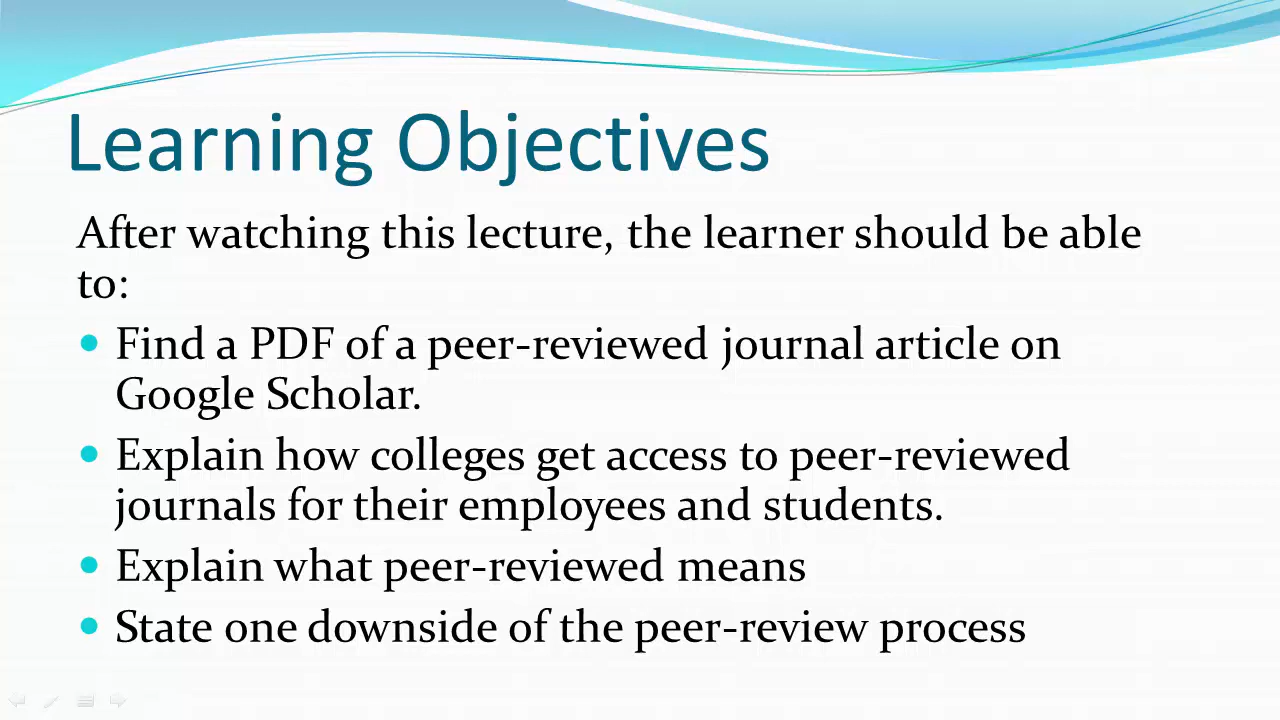 Learning Objectives
After watching this lecture, the learner should be able
to:
• Find a PDF of a peer-reviewed journal article on
Google Scholar.
• Explain how colleges get access to peer-reviewed
journals for their employees and students.
• Explain what peer-reviewed means
• State one downside of the peer-review process